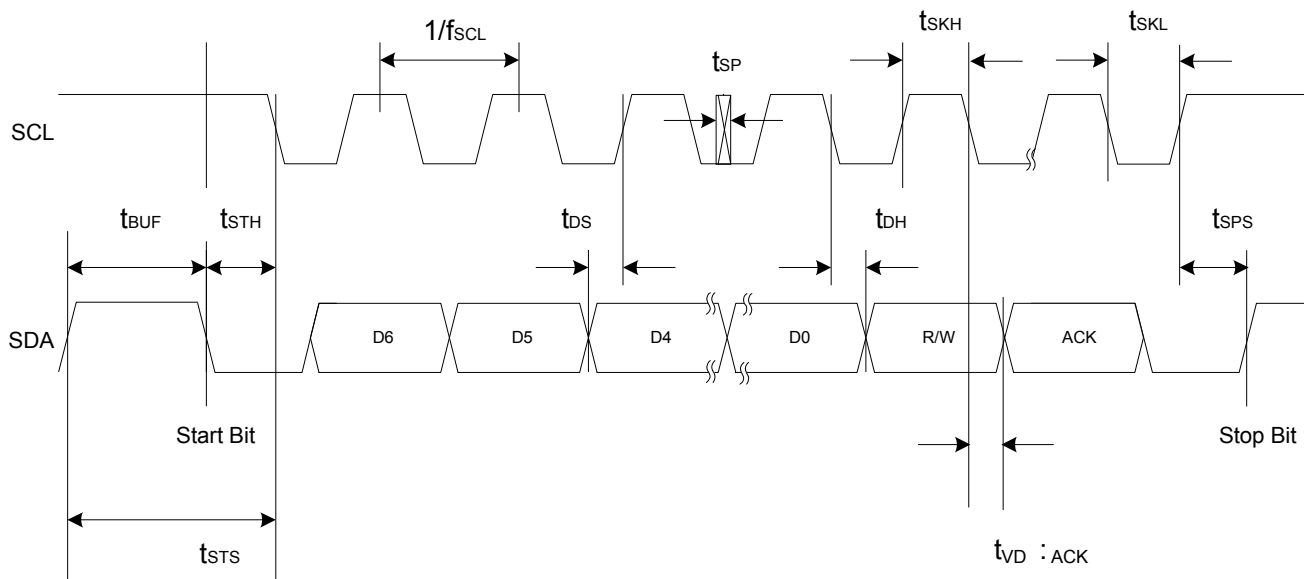 1/fSCL
tSKH
tSKL
tSP
SCL
tBUF
tSTH
tDS
tDH
tSPS
SDA
D6
D5
D4
D0
R/W
ACK
Start Bit
Stop Bit
tSTS
tVD : ACK